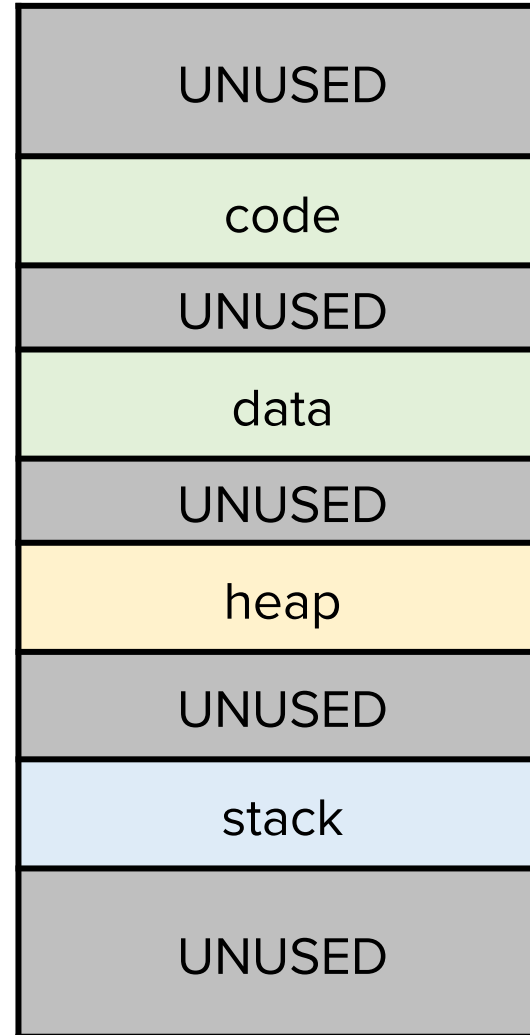 UNUSED
code
UNUSED
data
UNUSED
heap
UNUSED
stack
UNUSED